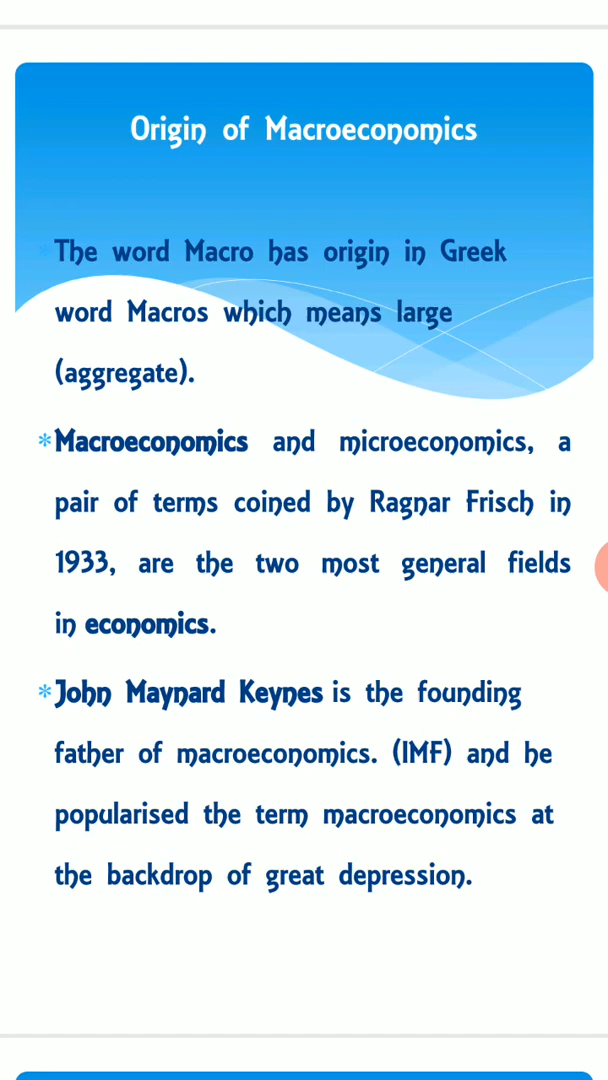 Origin of Macroeconomics
* The word Macro has origin in Greek
word Macros which means large
(aggregate).
* Macroeconomics and microeconomics, a
pair of terms coined by Ragnar Frisch in
1933, are the two most general fields
in economics.
* John Maynard Keynes is the founding
father of macroeconomics. (IMF) and he
popularised the term macroeconomics at
the backdrop of great depression.